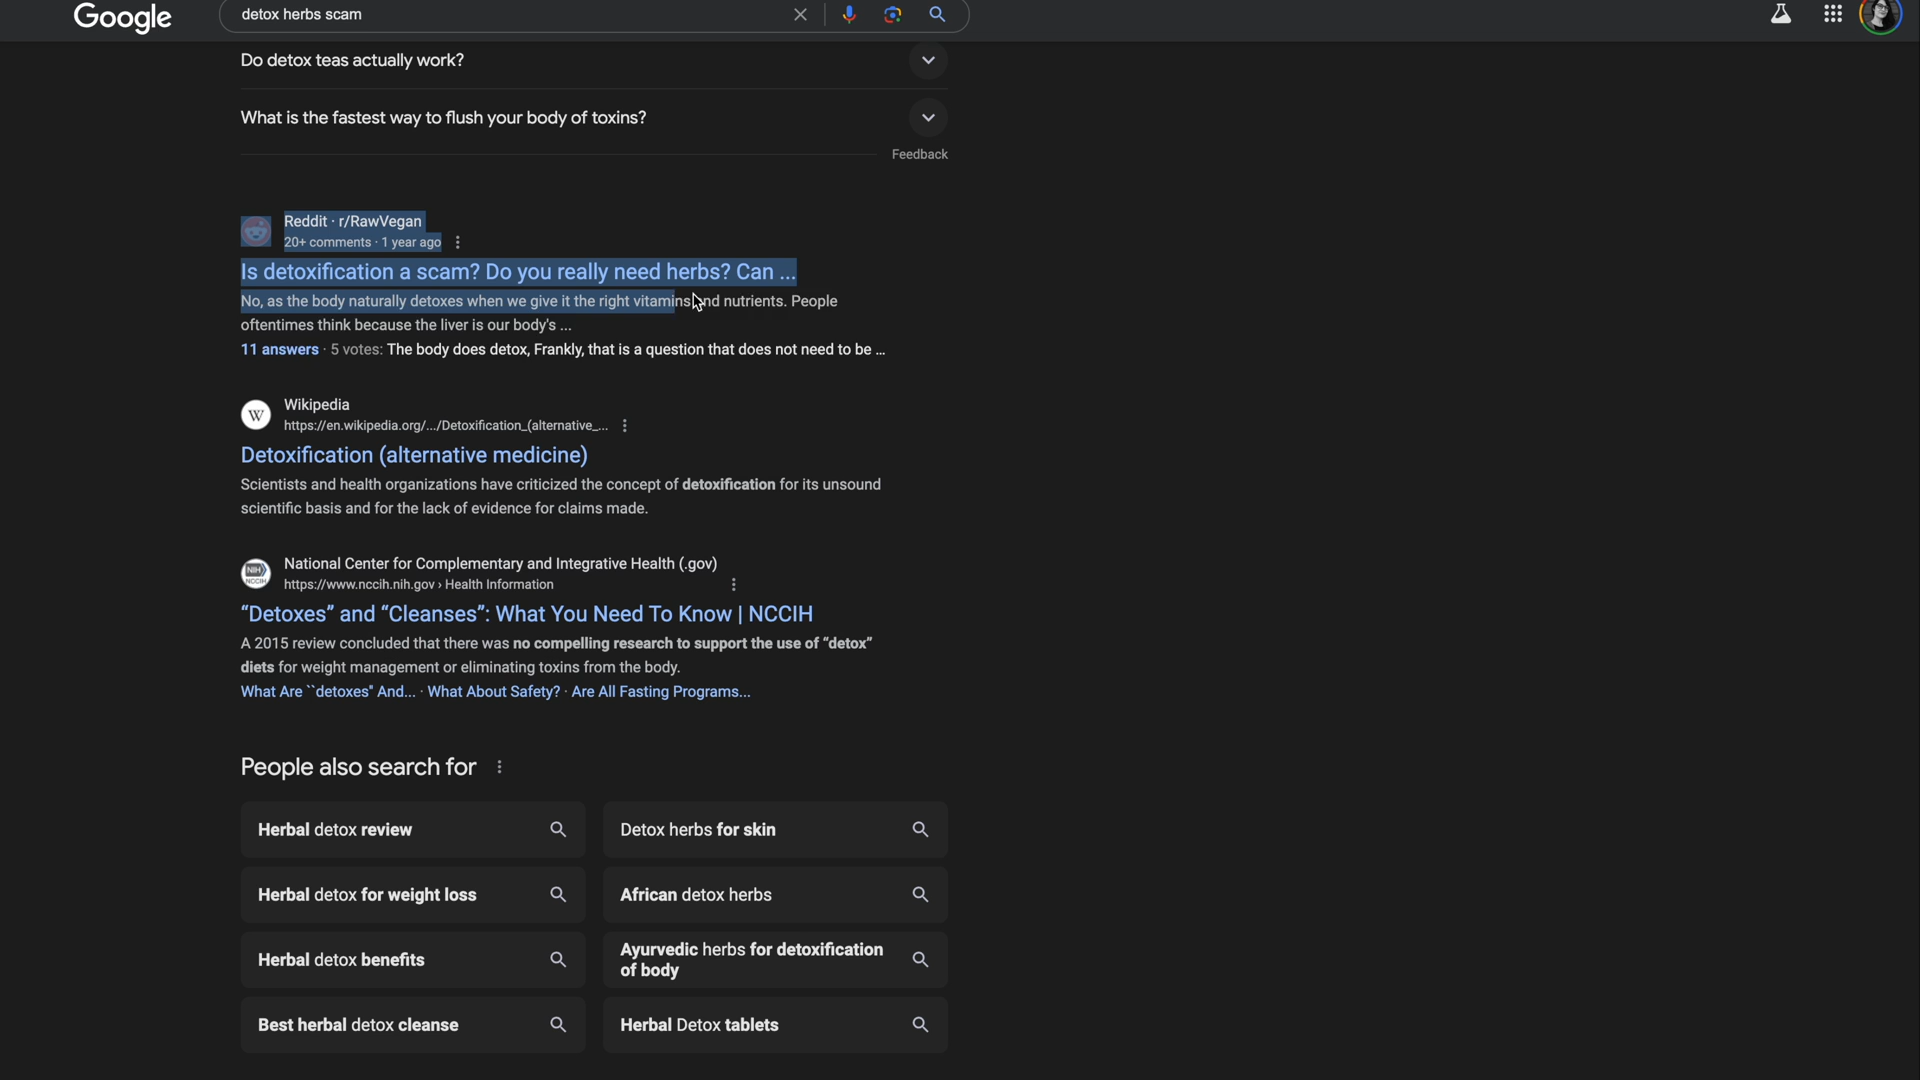 Google
detox herbs scam
Do detox teas actually work?
What is the fastest way to flush your body of toxins?
Feedback
Reddit · r/RawVegan
20+ comments · 1 year ago
Is detoxification a scam? Do you really need herbs? Can ...
No, as the body naturally detoxes when we give it the right vitamins and nutrients. People
oftentimes think because the liver is our body's ...
11 answers · 5 votes: The body does detox, Frankly, that is a question that does not need to be ...
W
Wikipedia
https://en.wikipedia.org/.../Detoxification_(alternative_...
Detoxification (alternative medicine)
Scientists and health organizations have criticized the concept of detoxification for its unsound
scientific basis and for the lack of evidence for claims made.
NIH
NCCIH
National Center for Complementary and Integrative Health (.gov)
https://www.nccih.nih.gov › Health Information
“Detoxes” and “Cleanses”: What You Need To Know | NCCIH
A 2015 review concluded that there was no compelling research to support the use of “detox”
diets for weight management or eliminating toxins from the body.
What Are ``detoxes'' And... · What About Safety? · Are All Fasting Programs...
People also search for
Herbal detox review
Detox herbs for skin
Herbal detox for weight loss
African detox herbs
Herbal detox benefits
Ayurvedic herbs for detoxification
of body
Best herbal detox cleanse
Herbal Detox tablets